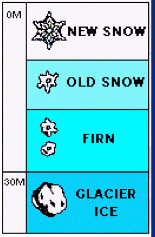 0M
NEW SNOW
OLD SNOW
FIRN
30M
GLACIER
ICE